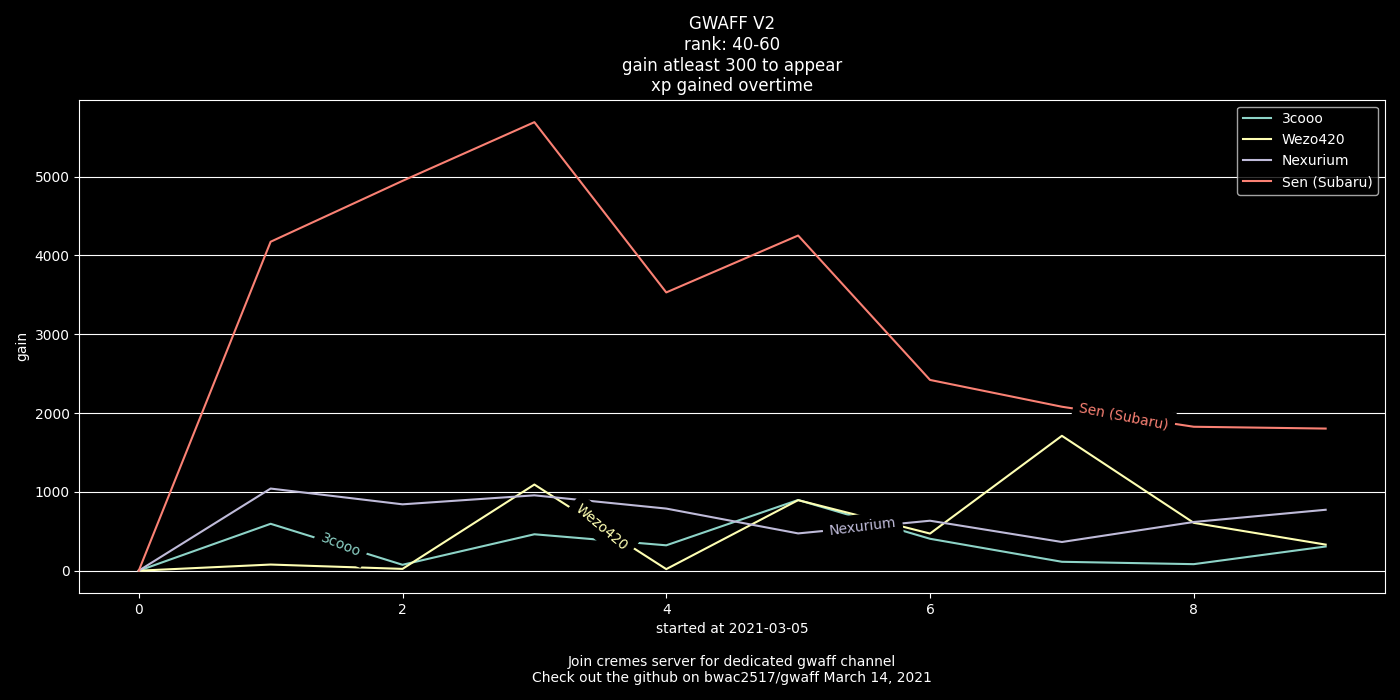 GWAFF V2
rank: 40-60
gain atleast 300 to appear
xp gained overtime
3cooo
Wezo420
Nexurium
Sen (Subaru)
5000
4000
3000
2000
1000
0
gain
Sen (Subaru)
Wezo420
Nexurium
3cooo
0
2
4
6
8
started at 2021-03-05
Join cremes server for dedicated gwaff channel
Check out the github on bwac2517/gwaff March 14, 2021